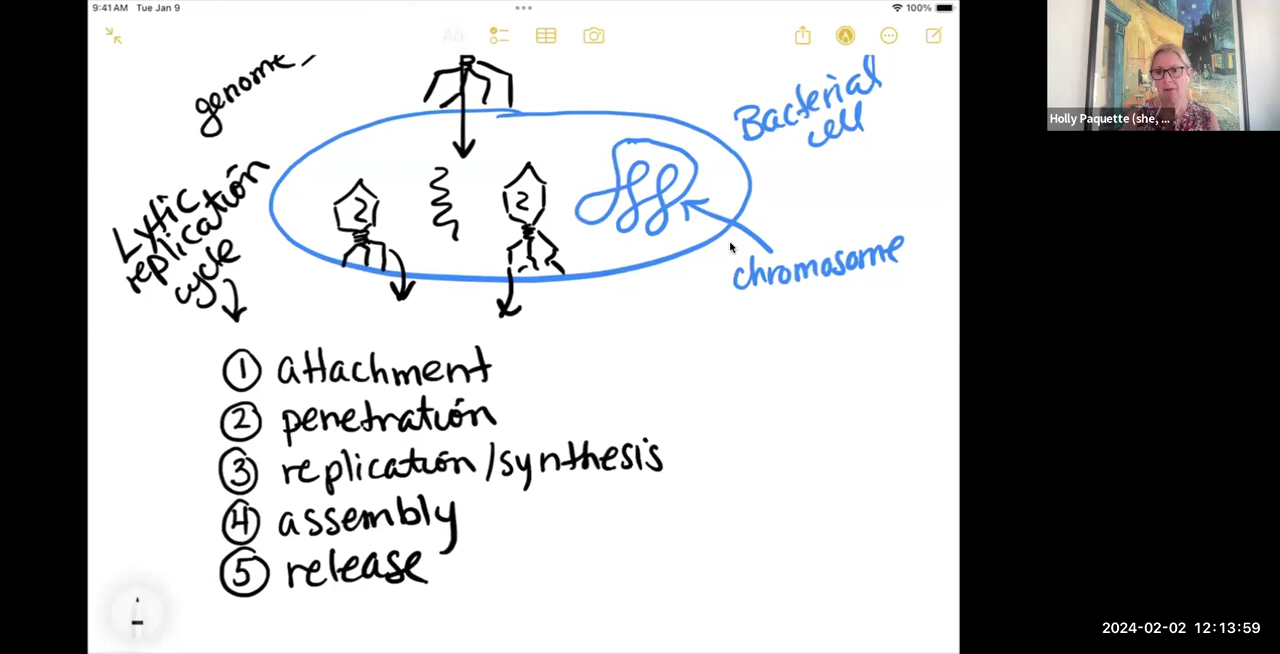 9:41 AM Tue Jan 9
100%
Aa
genome
Bacterial
cell
2
2
Lytic
replication
cycle
chromosome
① attachment
② penetration
③ replication/synthesis
④ assembly
⑤ release
Holly Paquette (she, ...
2024-02-02 12:13:59